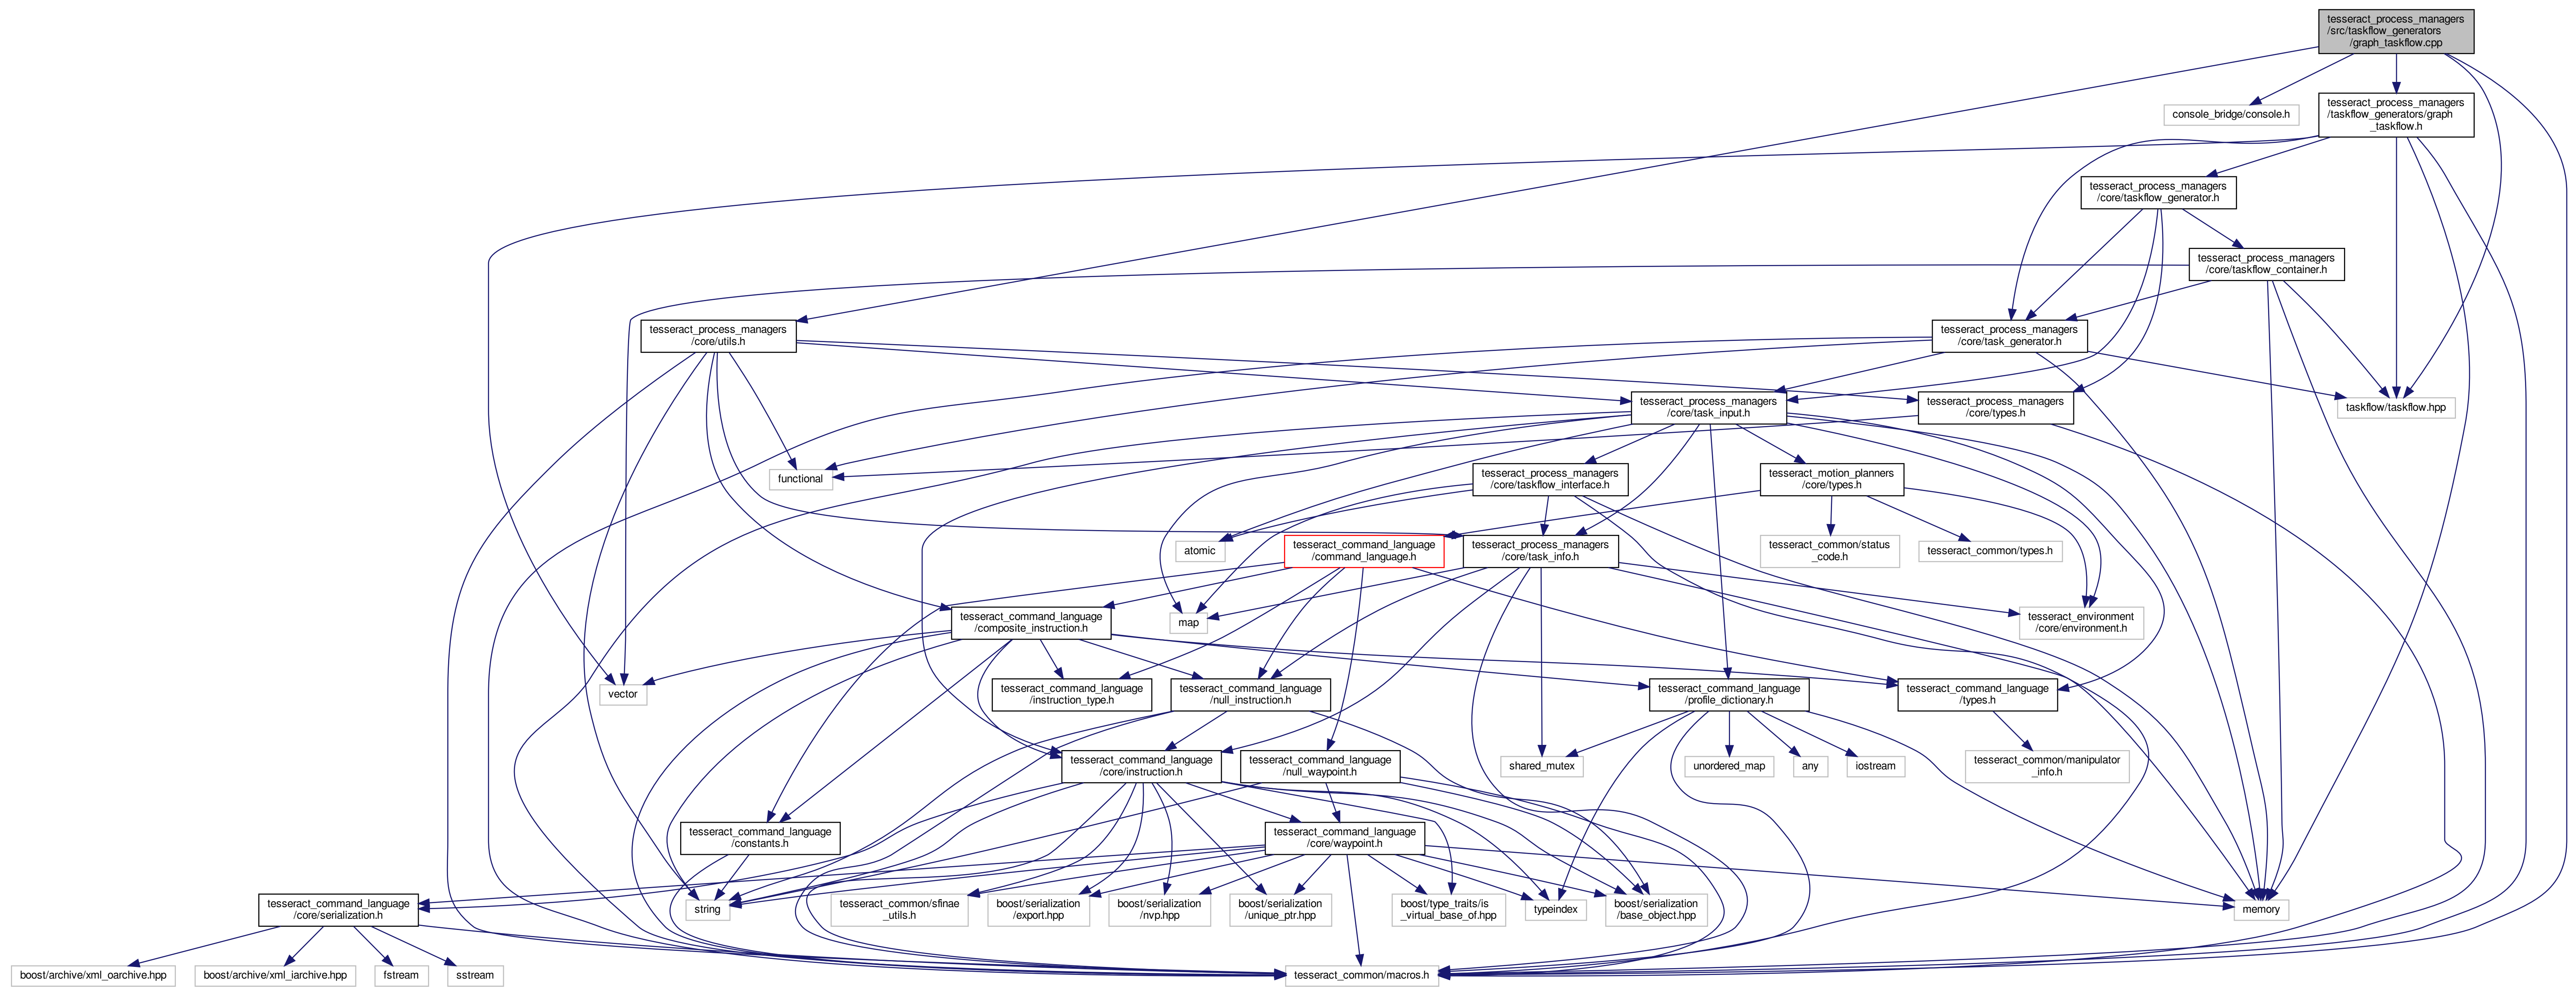 tesseract_process_managers
/src/taskflow_generators
/graph_taskflow.cpp
console_bridge/console.h
tesseract_process_managers
/taskflow_generators/graph
_taskflow.h
tesseract_process_managers
/core/taskflow_generator.h
tesseract_process_managers
/core/taskflow_container.h
tesseract_process_managers
/core/utils.h
tesseract_process_managers
/core/task_generator.h
tesseract_process_managers
/core/task_input.h
tesseract_process_managers
/core/types.h
taskflow/taskflow.hpp
functional
tesseract_process_managers
/core/taskflow_interface.h
tesseract_motion_planners
/core/types.h
atomic
tesseract_command_language
/command_language.h
tesseract_process_managers
/core/task_info.h
tesseract_common/status
_code.h
tesseract_common/types.h
tesseract_command_language
/composite_instruction.h
map
tesseract_environment
/core/environment.h
vector
tesseract_command_language
/instruction_type.h
tesseract_command_language
/null_instruction.h
tesseract_command_language
/profile_dictionary.h
tesseract_command_language
/types.h
tesseract_command_language
/core/instruction.h
tesseract_command_language
/null_waypoint.h
shared_mutex
unordered_map
any
iostream
tesseract_common/manipulator
_info.h
tesseract_command_language
/constants.h
tesseract_command_language
/core/waypoint.h
tesseract_command_language
/core/serialization.h
string
tesseract_common/sfinae
_utils.h
boost/serialization
/export.hpp
boost/serialization
/nvp.hpp
boost/serialization
/unique_ptr.hpp
boost/type_traits/is
_virtual_base_of.hpp
typeindex
boost/serialization
/base_object.hpp
memory
boost/archive/xml_oarchive.hpp
boost/archive/xml_iarchive.hpp
fstream
sstream
tesseract_common/macros.h